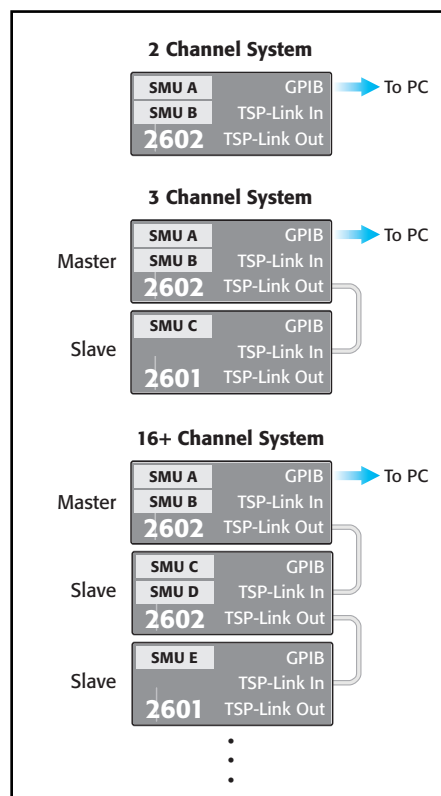 2 Channel System
SMU A GPIB To PC
SMU B TSP-Link In
2602 TSP-Link Out
3 Channel System
SMU A GPIB To PC
Master SMU B TSP-Link In
2602 TSP-Link Out
SMU C GPIB
Slave TSP-Link In
2601 TSP-Link Out
16+ Channel System
SMU A GPIB To PC
Master SMU B TSP-Link In
2602 TSP-Link Out
SMU C GPIB
Slave SMU D TSP-Link In
2602 TSP-Link Out
SMU E GPIB
Slave TSP-Link In
2601 TSP-Link Out